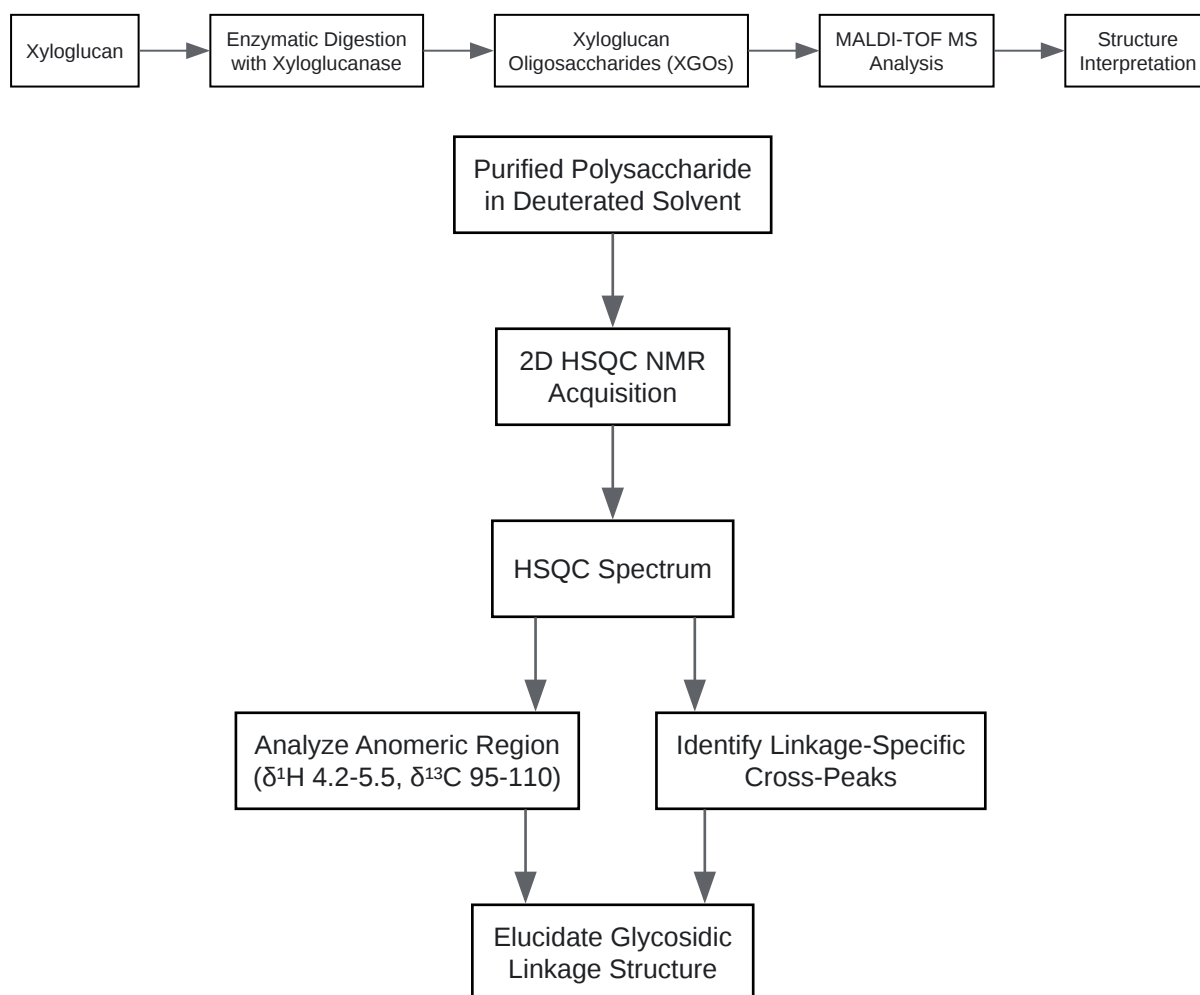 Xyloglucan
Enzymatic Digestion
with Xyloglucanase
Xyloglucan
Oligosaccharides (XGOs)
MALDI-TOF MS
Analysis
Structure
Interpretation
Purified Polysaccharide
in Deuterated Solvent
2D HSQC NMR
Acquisition
HSQC Spectrum
Analyze Anomeric Region
(δ¹H 4.2-5.5, δ¹³C 95-110)
Identify Linkage-Specific
Cross-Peaks
Elucidate Glycosidic
Linkage Structure